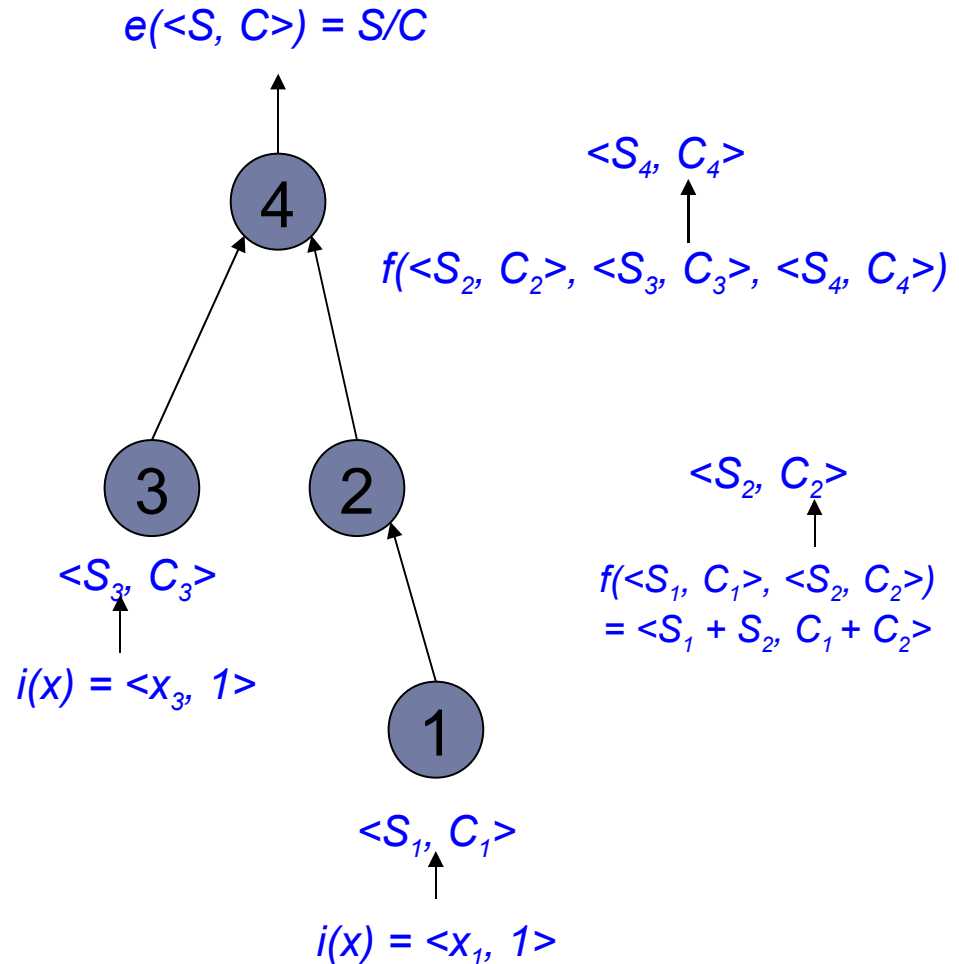 e(<S, C>) = S/C
<S₄, C₄>
4
f(<S₂, C₂>, <S₃, C₃>, <S₄, C₄>)
3
2
<S₂, C₂>
<S₃, C₃>
f(<S₁, C₁>, <S₂, C₂>)
= <S₁ + S₂, C₁ + C₂>
i(x) = <x₃, 1>
1
<S₁, C₁>
i(x) = <x₁, 1>